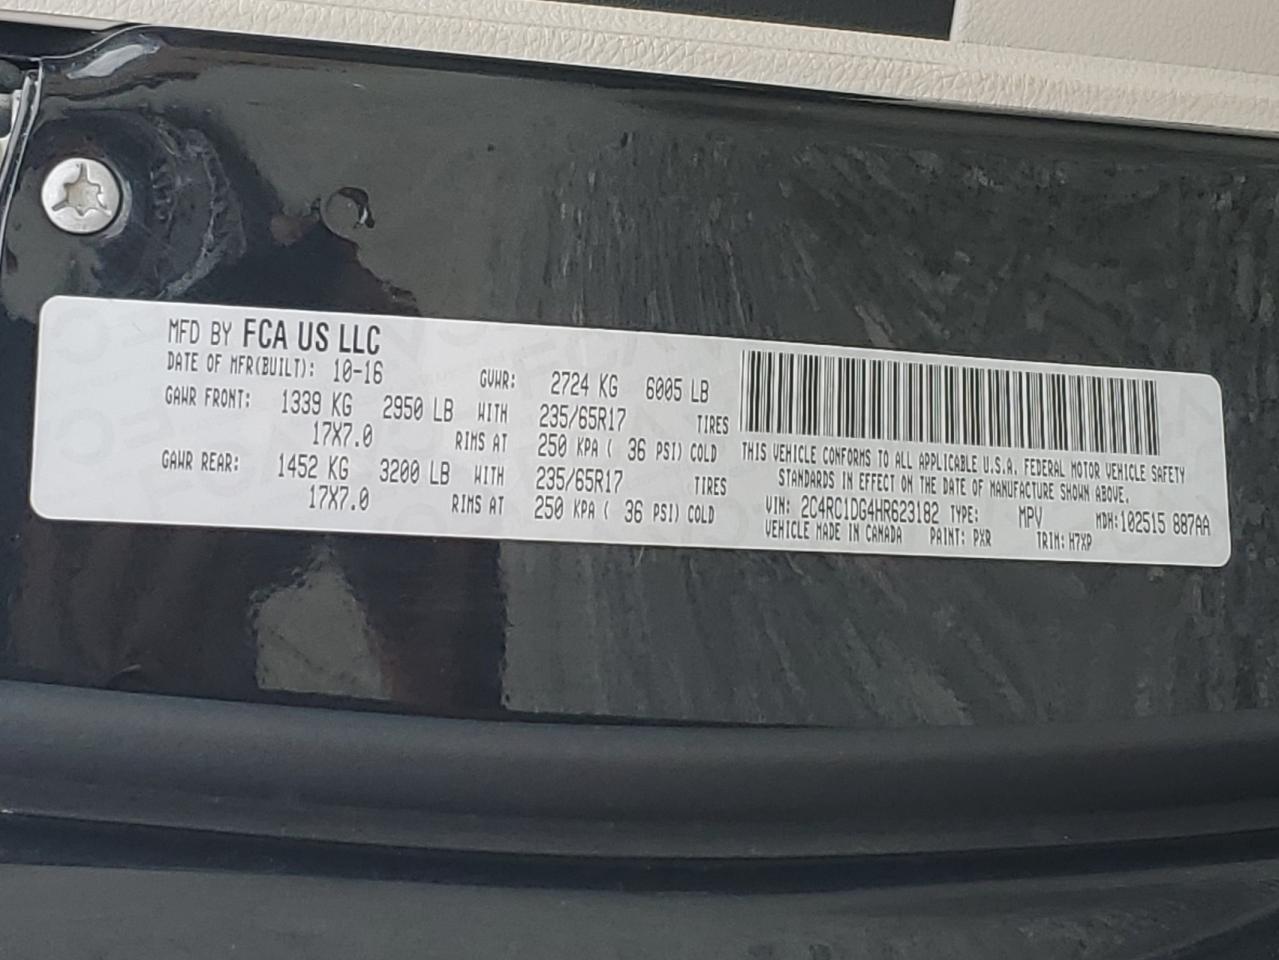 MFD BY FCA US LLC
DATE OF MFR(BUILT): 10-16 GVWR: 2724 KG 6005 LB
GAWR FRONT: 1339 KG 2950 LB WITH 235/65R17 TIRES
17X7.0 RIMS AT 250 KPA ( 36 PSI) COLD
GAWR REAR: 1452 KG 3200 LB WITH 235/65R17 TIRES
17X7.0 RIMS AT 250 KPA ( 36 PSI) COLD
THIS VEHICLE CONFORMS TO ALL APPLICABLE U.S.A. FEDERAL MOTOR VEHICLE SAFETY
STANDARDS IN EFFECT ON THE DATE OF MANUFACTURE SHOWN ABOVE.
VIN: 2C4RC1DG4HR623182 TYPE: MPV MDH:102515 887AA
VEHICLE MADE IN CANADA PAINT: PXR TRIM: H7XP